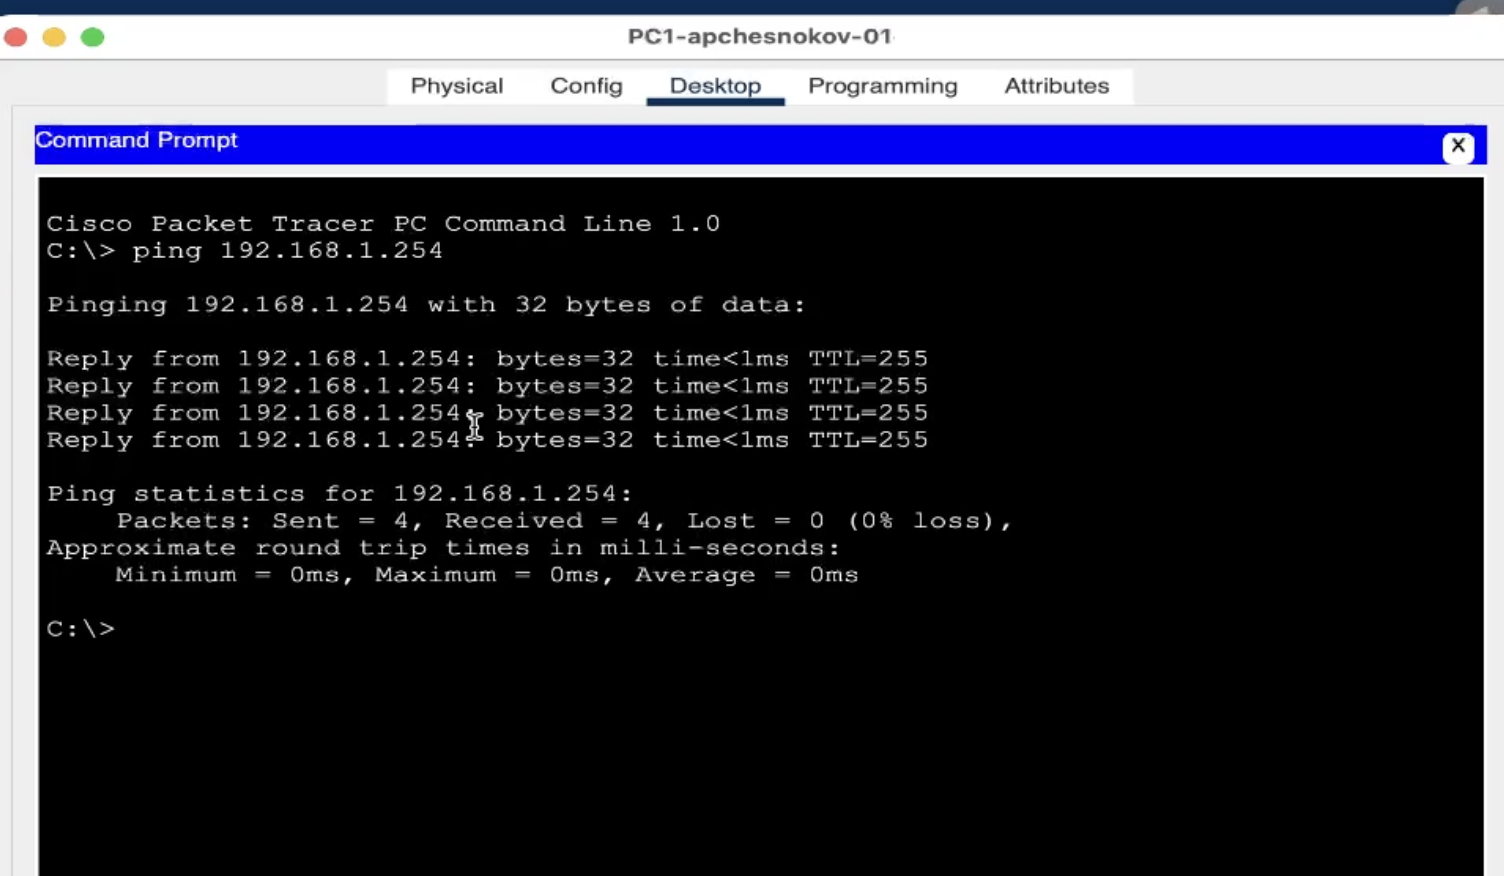 PC1-apchesnokov-01
Physical Config Desktop Programming Attributes
Command Prompt X
Cisco Packet Tracer PC Command Line 1.0
C:\> ping 192.168.1.254
Pinging 192.168.1.254 with 32 bytes of data:
Reply from 192.168.1.254: bytes=32 time<1ms TTL=255
Reply from 192.168.1.254: bytes=32 time<1ms TTL=255
Reply from 192.168.1.254: bytes=32 time<1ms TTL=255
Reply from 192.168.1.254: bytes=32 time<1ms TTL=255
Ping statistics for 192.168.1.254:
Packets: Sent = 4, Received = 4, Lost = 0 (0% loss),
Approximate round trip times in milli-seconds:
Minimum = 0ms, Maximum = 0ms, Average = 0ms
C:\>